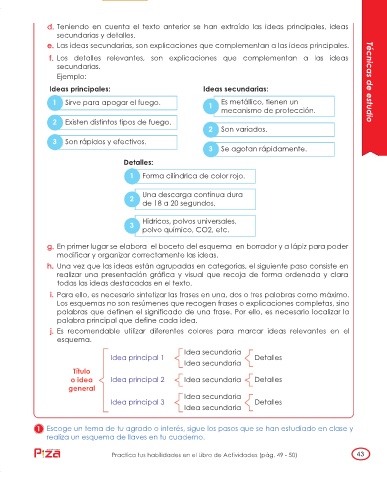 d. Teniendo en cuenta el texto anterior se han extraído las ideas principales, ideas
secundarias y detalles.
e. Las ideas secundarias, son explicaciones que complementan a las ideas principales.
f. Los detalles relevantes, son explicaciones que complementan a las ideas
secundarias.
Ejemplo:
Ideas principales:
1 Sirve para apagar el fuego.
2 Existen distintos tipos de fuego.
3 Son rápidos y efectivos.
Ideas secundarias:
1 Es metálico, tienen un
mecanismo de protección.
2 Son variados.
3 Se agotan rápidamente.
Detalles:
1 Forma cilíndrica de color rojo.
2 Una descarga continua dura
de 18 a 20 segundos.
3 Hídricos, polvos universales,
polvo químico, CO2, etc.
g. En primer lugar se elabora el boceto del esquema en borrador y a lápiz para poder
modificar y organizar correctamente las ideas.
h. Una vez que las ideas están agrupadas en categorías, el siguiente paso consiste en
realizar una presentación gráfica y visual que recoja de forma ordenada y clara
todas las ideas destacadas en el texto.
i. Para ello, es necesario sintetizar las frases en una, dos o tres palabras como máximo.
Los esquemas no son resúmenes que recogen frases o explicaciones completas, sino
palabras que definen el significado de una frase. Por ello, es necesario localizar la
palabra principal que define cada idea.
j. Es recomendable utilizar diferentes colores para marcar ideas relevantes en el
esquema.
Título
o idea
general
Idea principal 1
Idea secundaria
Idea secundaria
Detalles
Idea principal 2
Idea secundaria
Detalles
Idea principal 3
Idea secundaria
Idea secundaria
Detalles
1 Escoge un tema de tu agrado o interés, sigue los pasos que se han estudiado en clase y
realiza un esquema de llaves en tu cuaderno.
Practica tus habilidades en el Libro de Actividades (pág. 49 - 50)
43
Técnicas de estudio